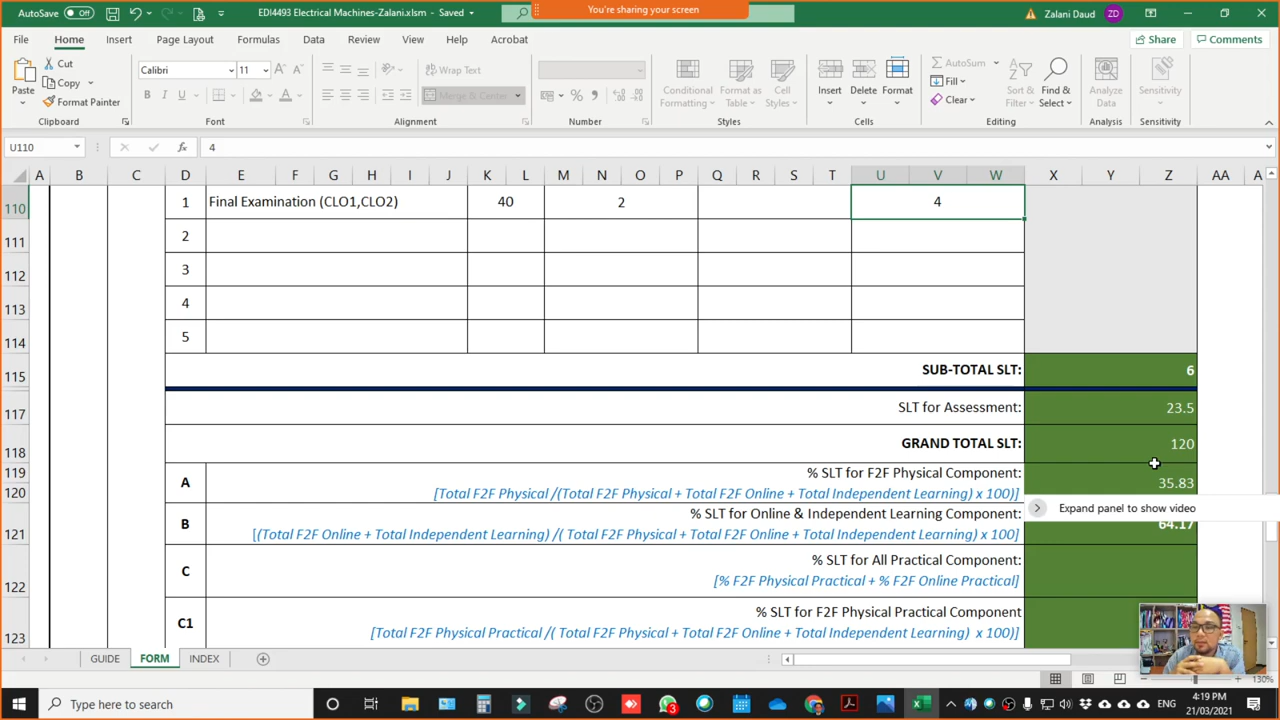 AutoSave Off
EDI4493 Electrical Machines-Zalani.xlsm - Saved
You're sharing your screen
Zalani Daud
ZD
File Home Insert Page Layout Formulas Data Review View Help Acrobat
Share Comments
Paste
Cut
Copy
Format Painter
Calibri 11
B I U
Wrap Text
Merge & Center
Conditional Formatting
Format as Table
Cell Styles
Insert
Delete
Format
AutoSum
Fill
Clear
Sort & Filter
Find & Select
Analyze Data
Sensitivity
Clipboard Font Alignment Number Styles Cells Editing Analysis Sensitivity
U110 fx 4
A B C D E F G H I J K L M N O P Q R S T U V W X Y Z AA A
110 1 Final Examination (CLO1,CLO2) 40 2 4
111 2
112 3
113 4
114 5
115 SUB-TOTAL SLT: 6
117 SLT for Assessment: 23.5
118 GRAND TOTAL SLT: 120
119 % SLT for F2F Physical Component:
120 A [Total F2F Physical /(Total F2F Physical + Total F2F Online + Total Independent Learning) x 100)] 35.83
% SLT for Online & Independent Learning Component:
121 B [(Total F2F Online + Total Independent Learning) /( Total F2F Physical + Total F2F Online + Total Independent Learning) x 100] 64.17
Expand panel to show video
% SLT for All Practical Component:
122 C [% F2F Physical Practical + % F2F Online Practical]
% SLT for F2F Physical Practical Component
123 C1 [Total F2F Physical Practical /( Total F2F Physical + Total F2F Online + Total Independent Learning) x 100)]
GUIDE FORM INDEX
130%
Type here to search
3
ENG
4:19 PM
21/03/2021